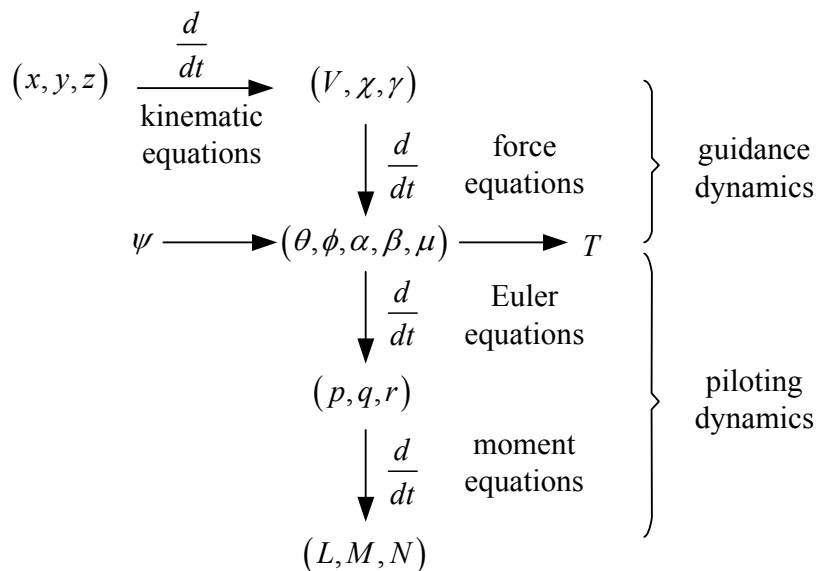 d/dt
(x, y, z)
(V, χ, γ)
kinematic
equations
d/dt
force
equations
guidance
dynamics
ψ
(θ, ϕ, α, β, μ)
T
d/dt
Euler
equations
(p, q, r)
piloting
dynamics
d/dt
moment
equations
(L, M, N)